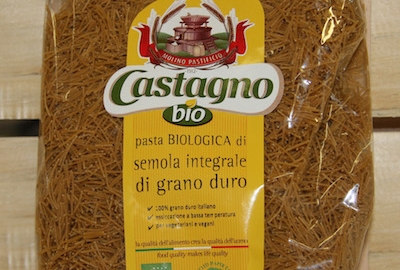 MOLINO PASTIFICIO
Castagno
bio
pasta BIOLOGICA di
semola integrale
di grano duro
100% grano duro italiano
essiccazione a bassa temperatura
per vegetariani e vegani
la qualità dell'alimento crea la qualità dell'uomo
food quality makes life quality